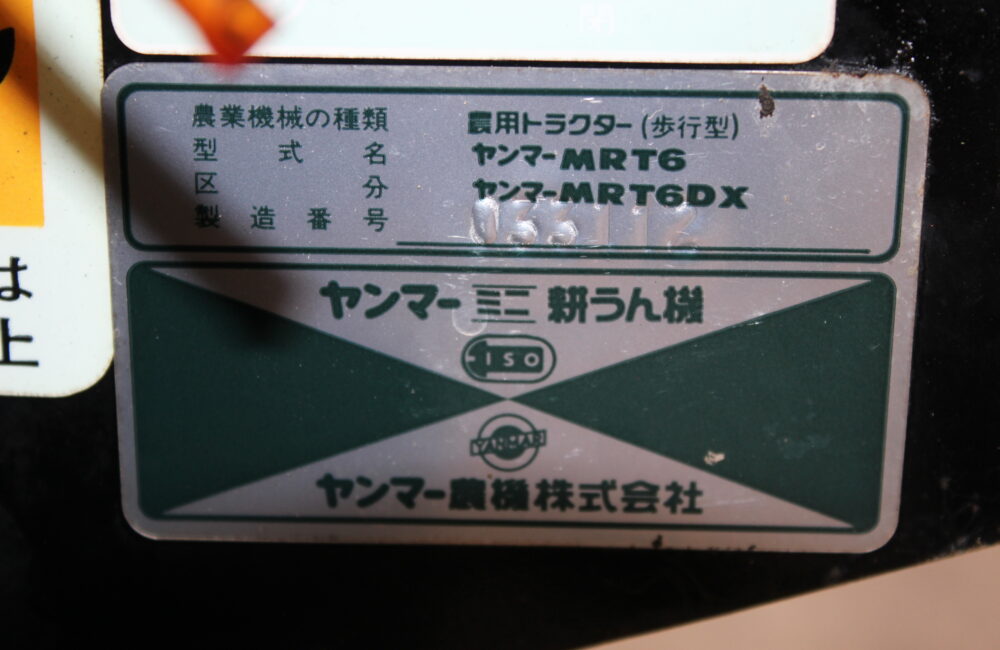 農業機械の種類 農用トラクター(歩行型)
型式名 ヤンマーMRT6
区分 ヤンマーMRT6DX
製造番号 033112
ヤンマーミニ耕うん機
ISO
YANMAR
ヤンマー農機株式会社
は
上